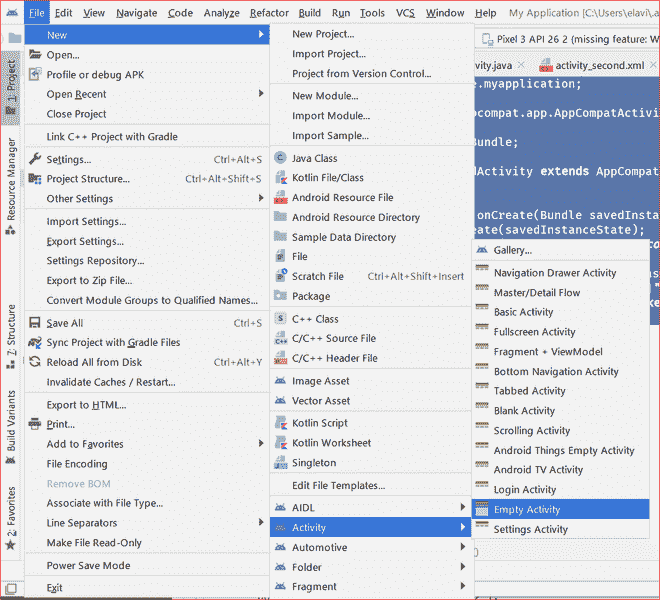 File Edit View Navigate Code Analyze Refactor Build Run Tools VCS Window Help My Application [C:\Users\elavi\.a
New
Open...
Profile or debug APK
Open Recent
Close Project
Link C++ Project with Gradle
Settings... Ctrl+Alt+S
Project Structure... Ctrl+Alt+Shift+S
Other Settings
Import Settings...
Export Settings...
Settings Repository...
Export to Zip File...
Convert Module Groups to Qualified Names...
Save All Ctrl+S
Sync Project with Gradle Files
Reload All from Disk Ctrl+Alt+Y
Invalidate Caches / Restart...
Export to HTML...
Print...
Add to Favorites
File Encoding
Remove BOM
Associate with File Type...
Line Separators
Make File Read-Only
Power Save Mode
Exit
New Project...
Import Project...
Project from Version Control...
New Module...
Import Module...
Import Sample...
Java Class
Kotlin File/Class
Android Resource File
Android Resource Directory
Sample Data Directory
File
Scratch File Ctrl+Alt+Shift+Insert
Package
C++ Class
C/C++ Source File
C/C++ Header File
Image Asset
Vector Asset
Kotlin Script
Kotlin Worksheet
Singleton
Edit File Templates...
AIDL
Activity
Automotive
Folder
Fragment
Gallery...
Navigation Drawer Activity
Master/Detail Flow
Basic Activity
Fullscreen Activity
Fragment + ViewModel
Bottom Navigation Activity
Tabbed Activity
Blank Activity
Scrolling Activity
Android Things Empty Activity
Android TV Activity
Login Activity
Empty Activity
Settings Activity
Pixel 3 API 26 2 (missing feature: W
vity.java activity_second.xml
e.myapplication;
pcompat.app.AppCompatActivi
Bundle;
Activity extends AppCompat
onCreate(Bundle savedInsta
ate(savedInstanceState);
1: Project
Resource Manager
7: Structure
Build Variants
2: Favorites